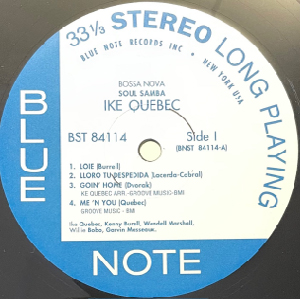 33 1/3 STEREO LONG PLAYING
BLUE NOTE RECORDS INC • NEW YORK USA
BOSSA NOVA
SOUL SAMBA
IKE QUEBEC
BST 84114 Side 1
(BNST 84114-A)
1. LOIE (Burrel)
2. LLORO TU DESPEDIDA (Lacerda-Cabral)
3. GOIN' HOME (Dvorak)
IKE QUEBEC ARR.-GROOVE MUSIC-BMI
4. ME 'N YOU (Quebec)
GROOVE MUSIC - BMI
Ike Quebec, Kenny Burrell, Wendell Marshall,
Willie Bobo, Garvin Masseaux.
BLUE
NOTE